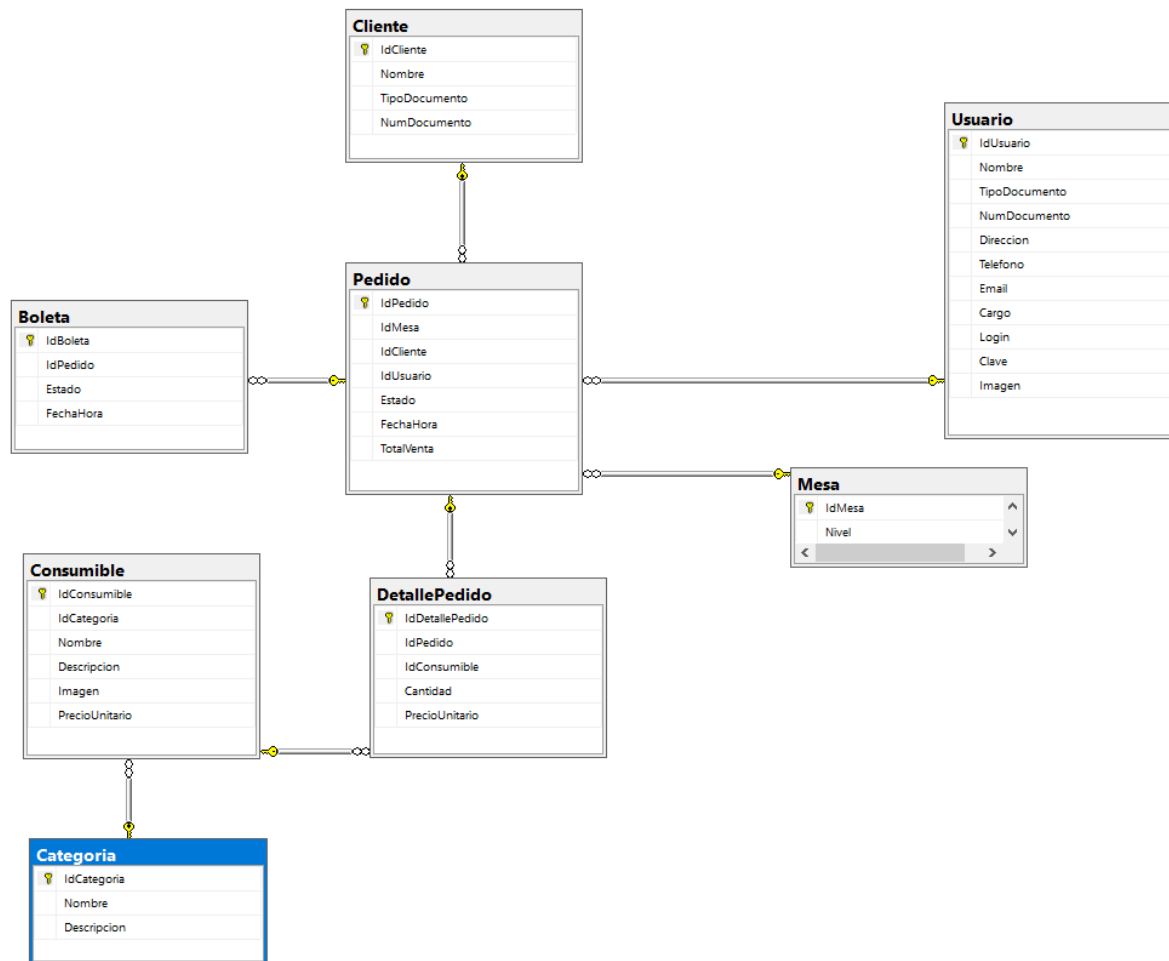 Cliente
IdCliente
Nombre
TipoDocumento
NumDocumento
Usuario
IdUsuario
Nombre
TipoDocumento
NumDocumento
Direccion
Telefono
Email
Cargo
Login
Clave
Imagen
Pedido
IdPedido
IdMesa
IdCliente
IdUsuario
Estado
FechaHora
TotalVenta
Boleta
IdBoleta
IdPedido
Estado
FechaHora
Mesa
IdMesa
Nivel
Consumible
IdConsumible
IdCategoria
Nombre
Descripcion
Imagen
PrecioUnitario
DetallePedido
IdDetallePedido
IdPedido
IdConsumible
Cantidad
PrecioUnitario
Categoria
IdCategoria
Nombre
Descripcion